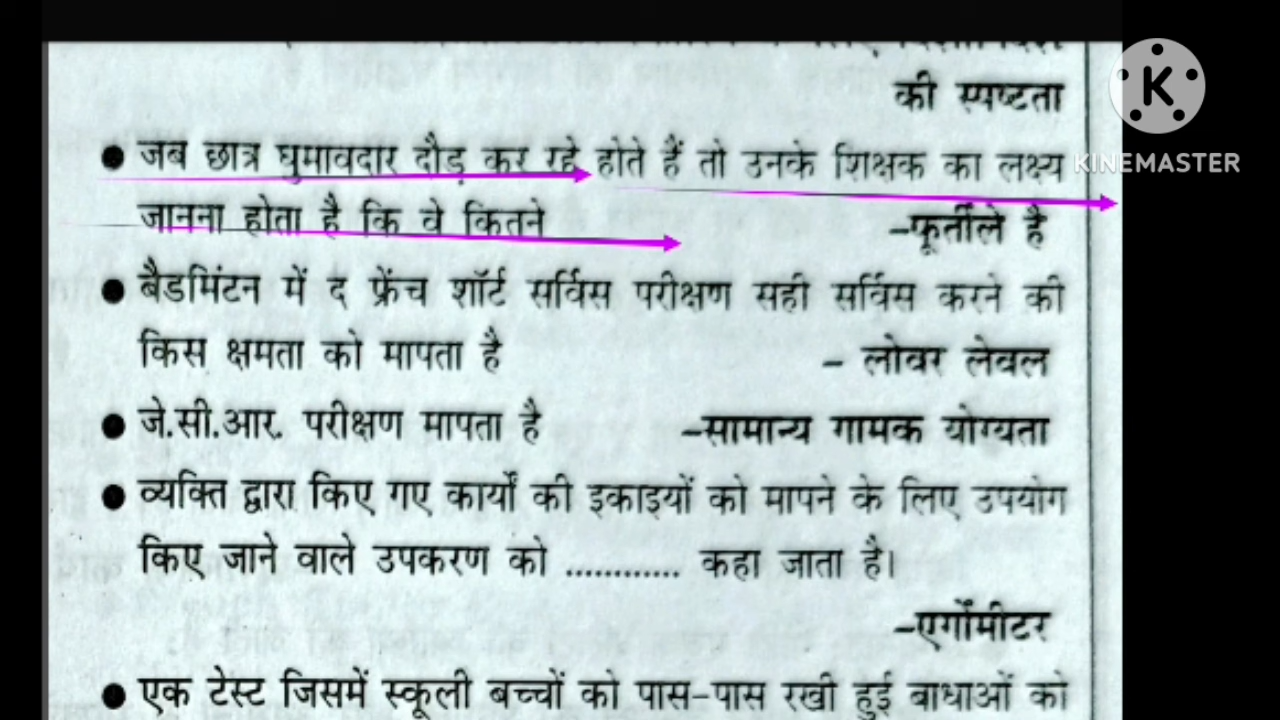 की स्पष्टता
● जब छात्र घुमावदार दौड़ कर रहे होते हैं तो उनके शिक्षक का लक्ष्य
जानना होता है कि वे कितने -फूर्तीले है
● बैडमिंटन में द फ्रेंच शॉर्ट सर्विस परीक्षण सही सर्विस करने की
किस क्षमता को मापता है - लोवर लेवल
● जे.सी.आर. परीक्षण मापता है -सामान्य गामक योग्यता
● व्यक्ति द्वारा किए गए कार्यों की इकाइयों को मापने के लिए उपयोग
किए जाने वाले उपकरण को ............ कहा जाता है।
-एर्गोमीटर
● एक टेस्ट जिसमें स्कूली बच्चों को पास-पास रखी हुई बाधाओं को
K
KINEMASTER